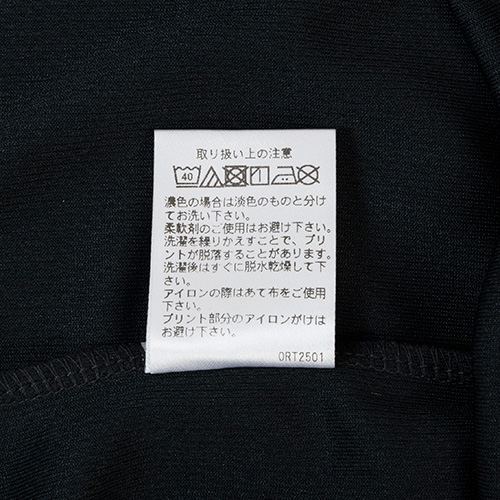 取り扱い上の注意
40
濃色の場合は淡色のものと分け
てお洗い下さい。
柔軟剤のご使用はお避け下さい。
洗濯を繰りかえすことで、プリ
ントが脱落することがあります。
洗濯後はすぐに脱水乾燥して下
さい。
アイロンの際はあて布をご使用
下さい。
プリント部分のアイロンがけは
お避け下さい。
ORT2501